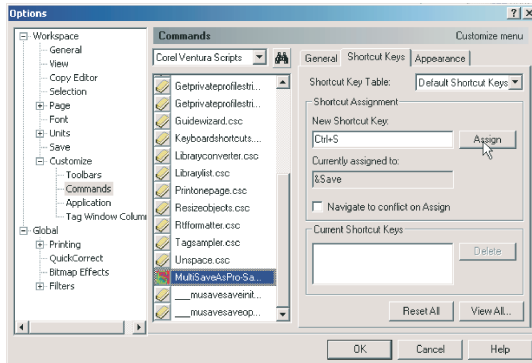 Options
Workspace
General
View
Copy Editor
Selection
Page
Font
Units
Save
Customize
Toolbars
Commands
Application
Tag Window Column
Global
Printing
QuickCorrect
Bitmap Effects
Filters
Commands
Customize menu
Corel Ventura Scripts
Getprivateprofilestri...
Getprivateprofilestri...
Guidewizard.csc
Keyboardshortcuts....
Libraryconverter.csc
Librarylist.csc
Printonepage.csc
Resizeobjects.csc
Rtfformatter.csc
Tagsampler.csc
Unspace.csc
MultiSaveAsPro-Sa...
___musavesaveinit...
___musavesaveop...
General Shortcut Keys Appearance
Shortcut Key Table: Default Shortcut Keys
Shortcut Assignment
New Shortcut Key:
Ctrl+S Assign
Currently assigned to:
&Save
Navigate to conflict on Assign
Current Shortcut Keys
Delete
Reset All View All...
OK Cancel Help